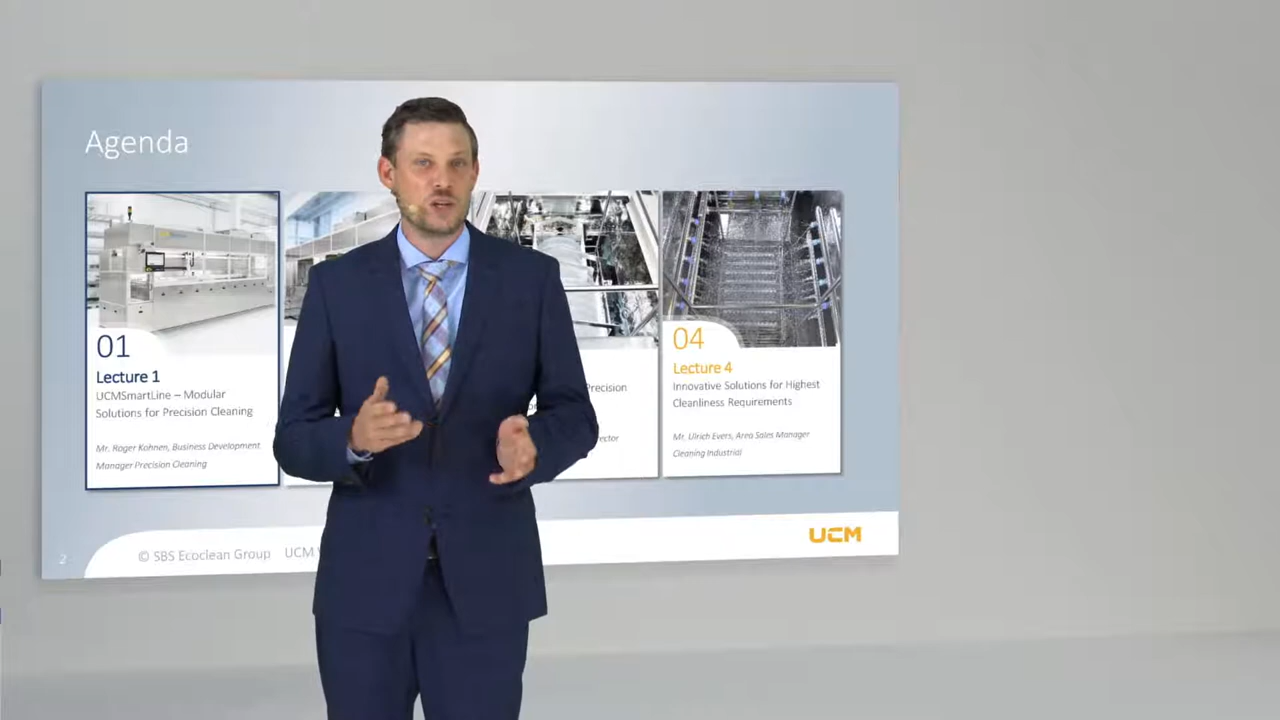 Agenda
01
Lecture 1
UCMSmartLine – Modular
Solutions for Precision Cleaning
Mr. Roger Kohnen, Business Development
Manager Precision Cleaning
Precision
04
Lecture 4
Innovative Solutions for Highest
Cleanliness Requirements
Mr. Ulrich Evers, Area Sales Manager
Cleaning Industrial
2
© SBS Ecoclean Group UCM
UCM